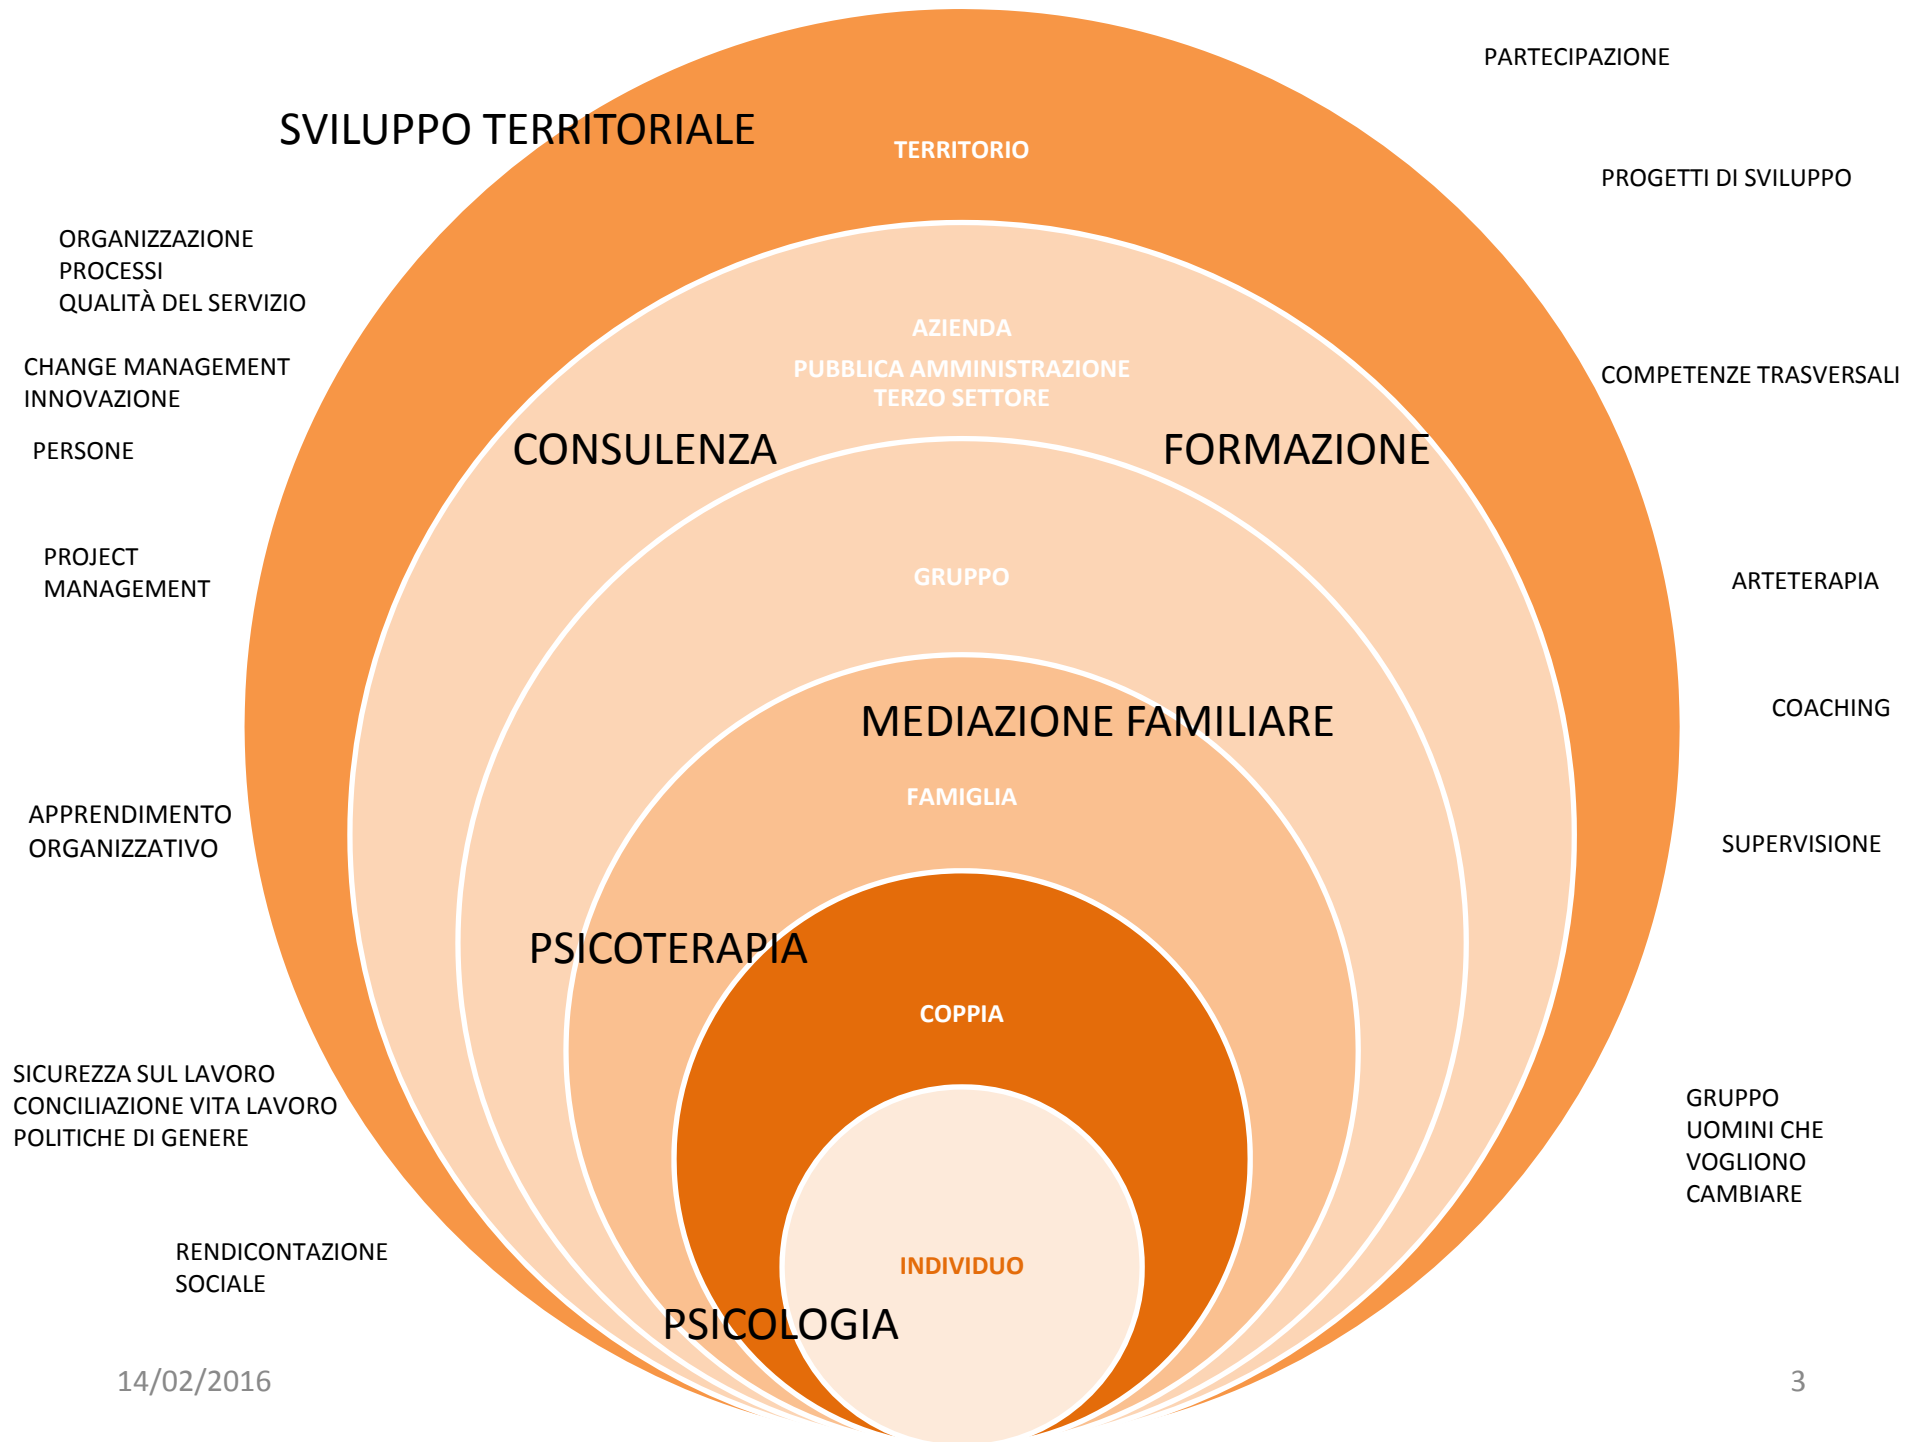 PARTECIPAZIONE
SVILUPPO TERRITORIALE
TERRITORIO
PROGETTI DI SVILUPPO
ORGANIZZAZIONE
PROCESSI
QUALITÀ DEL SERVIZIO
AZIENDA
PUBBLICA AMMINISTRAZIONE
TERZO SETTORE
CHANGE MANAGEMENT
INNOVAZIONE
COMPETENZE TRASVERSALI
PERSONE
CONSULENZA
FORMAZIONE
PROJECT
MANAGEMENT
GRUPPO
ARTETERAPIA
MEDIAZIONE FAMILIARE
COACHING
FAMIGLIA
APPRENDIMENTO
ORGANIZZATIVO
SUPERVISIONE
PSICOTERAPIA
COPPIA
SICUREZZA SUL LAVORO
CONCILIAZIONE VITA LAVORO
POLITICHE DI GENERE
GRUPPO
UOMINI CHE
VOGLIONO
CAMBIARE
RENDICONTAZIONE
SOCIALE
INDIVIDUO
PSICOLOGIA
14/02/2016
3